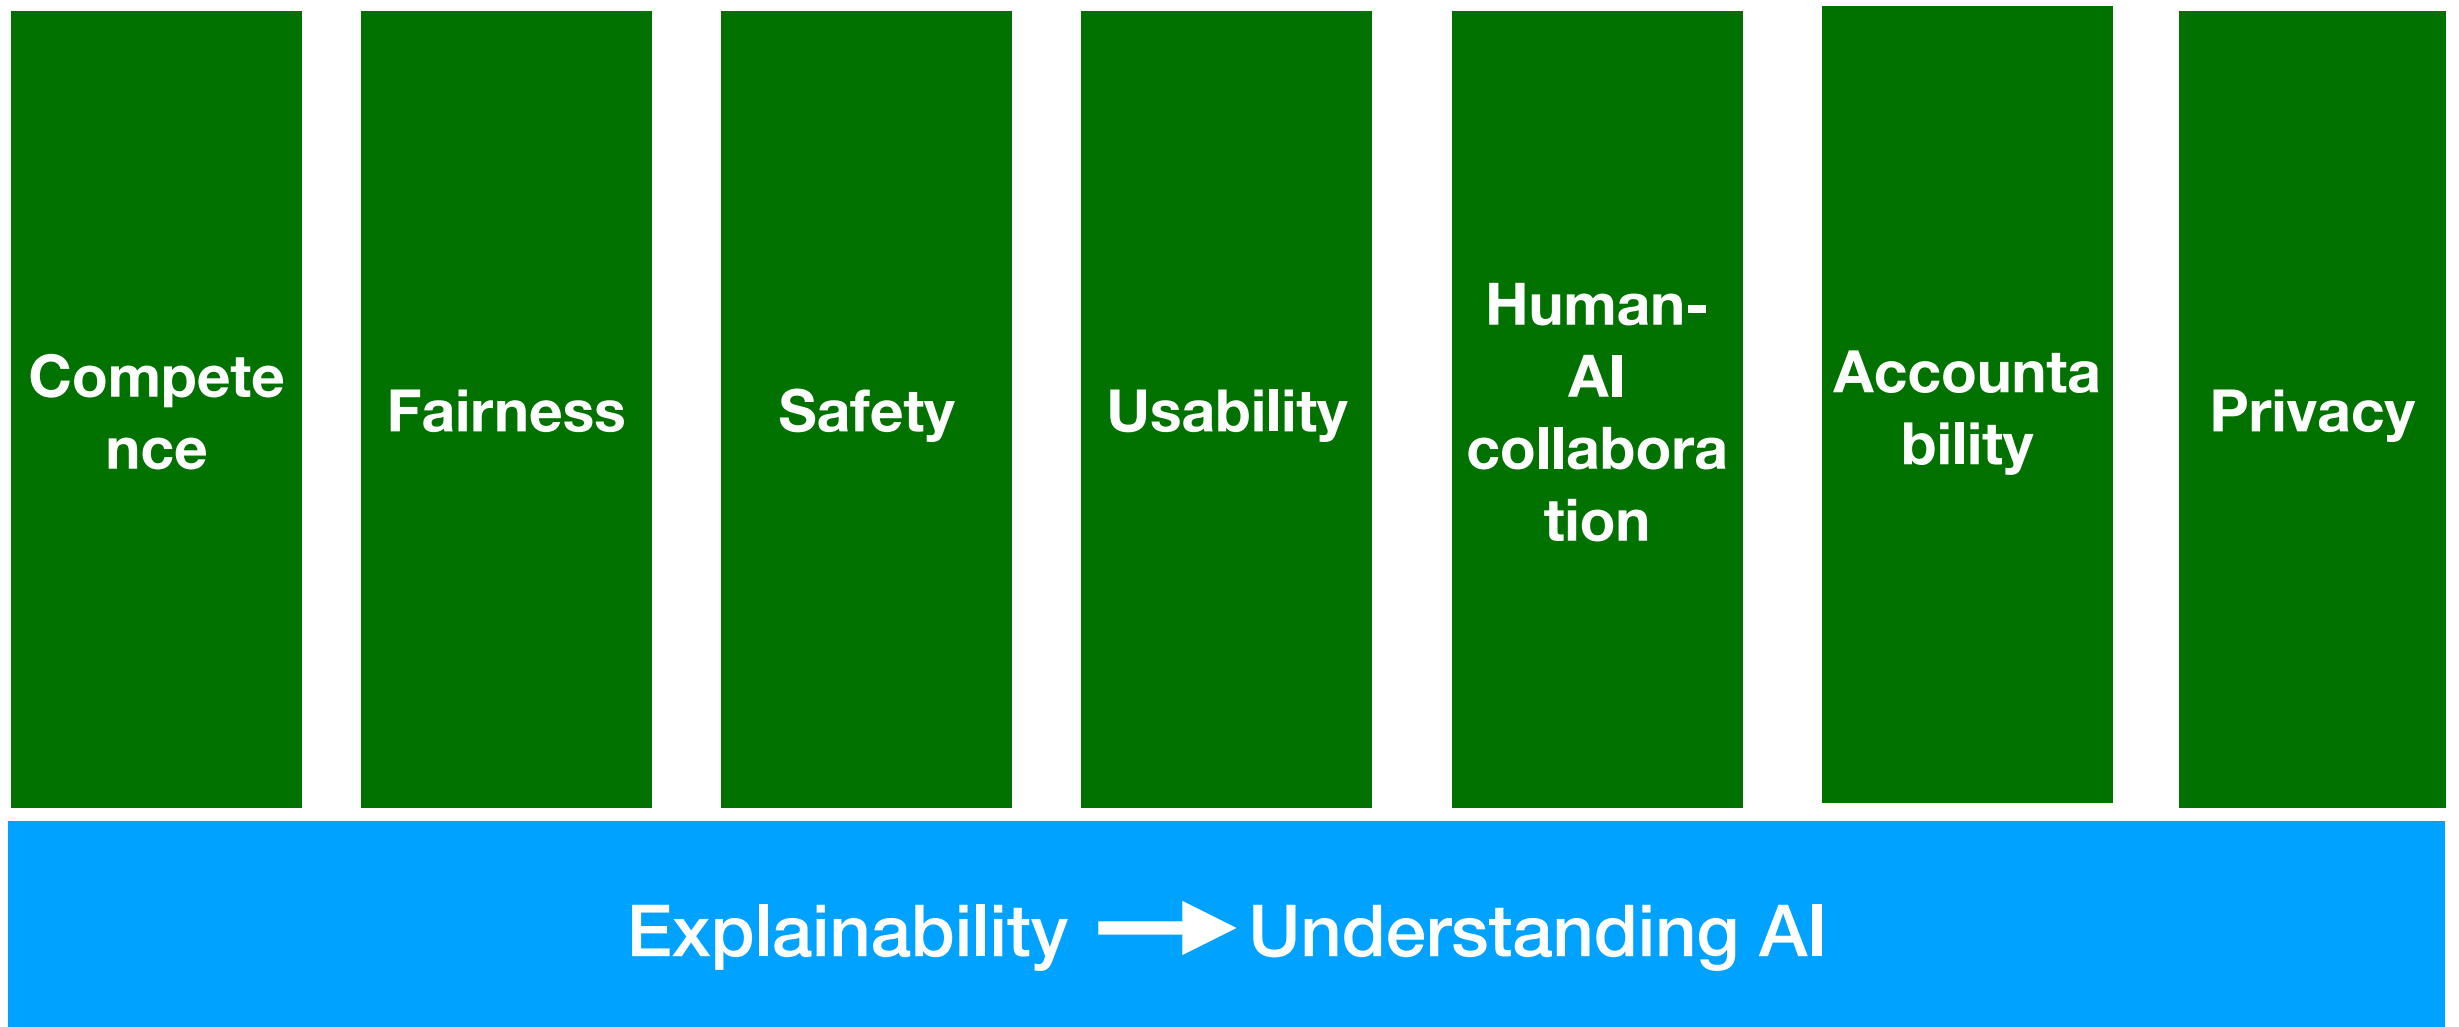 Compete
nce
Fairness
Safety
Usability
Human-
AI
collabora
tion
Accounta
bility
Privacy
Explainability → Understanding AI